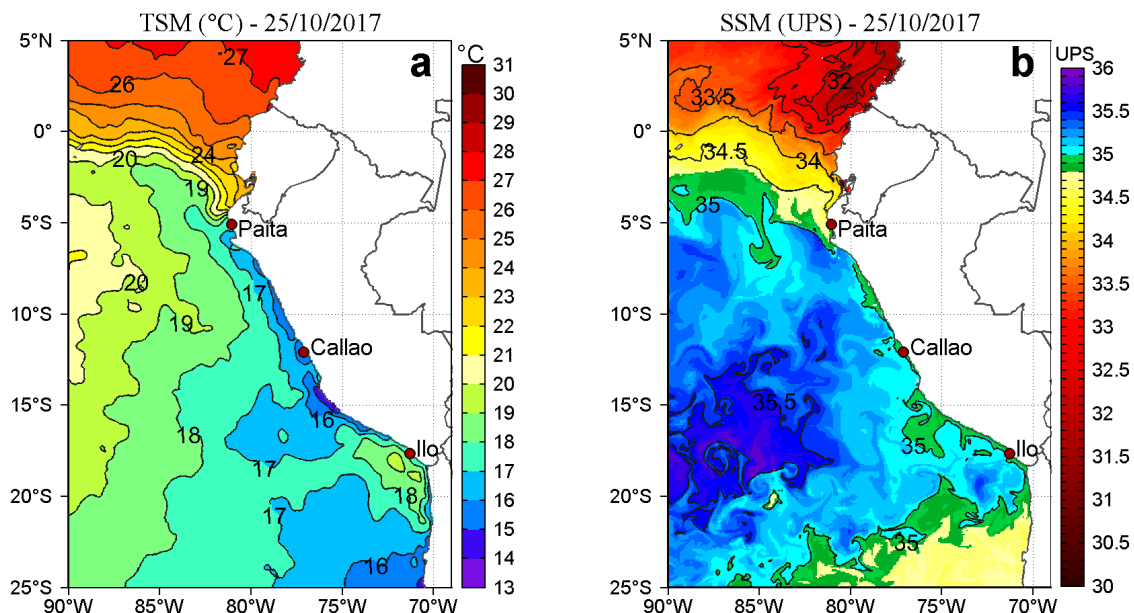 TSM (°C) - 25/10/2017
SSM (UPS) - 25/10/2017
a
b
°C
UPS
5°N
0°
5°S
10°S
15°S
20°S
25°S
90°W
85°W
80°W
75°W
70°W
27
26
24
20
19
20
19
17
16
18
17
17
18
16
Paita
Callao
Ilo
31
30
29
28
27
26
25
24
23
22
21
20
19
18
17
16
15
14
13
5°N
0°
5°S
10°S
15°S
20°S
25°S
90°W
85°W
80°W
75°W
70°W
32
33.5
34.5
34
35
35.5
35
35
Paita
Callao
Ilo
36
35.5
35
34.5
34
33.5
33
32.5
32
31.5
31
30.5
30